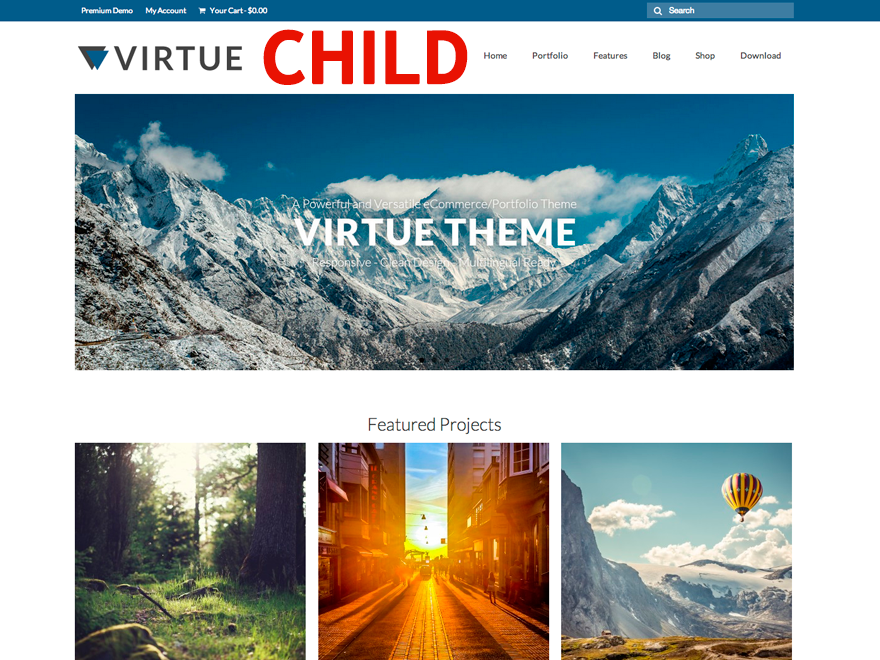 Premium Demo My Account Your Cart - $0.00 Search
VIRTUE CHILD
Home Portfolio Features Blog Shop Download
A Powerful and Versatile eCommerce/Portfolio Theme
VIRTUE THEME
Responsive - Clean Design - Multilingual Ready
Featured Projects